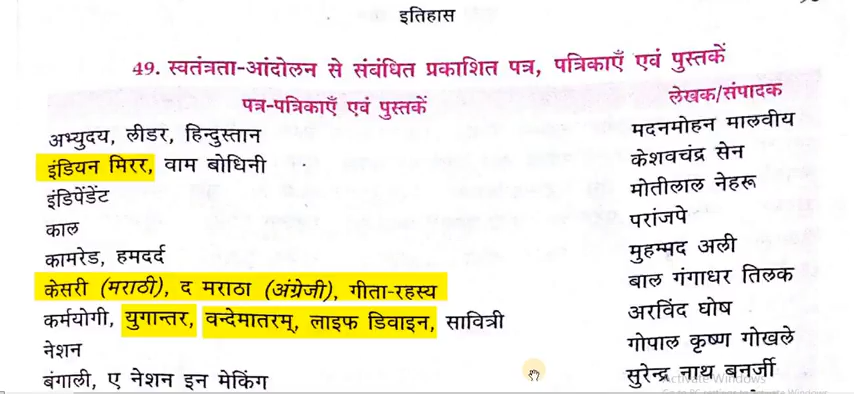 इतिहास
49. स्वतंत्रता-आंदोलन से संबंधित प्रकाशित पत्र, पत्रिकाएँ एवं पुस्तकें
पत्र-पत्रिकाएँ एवं पुस्तकें लेखक/संपादक
अभ्युदय, लीडर, हिन्दुस्तान मदनमोहन मालवीय
इंडियन मिरर, वाम बोधिनी केशवचंद्र सेन
इंडिपेंडेंट मोतीलाल नेहरू
काल परांजपे
कामरेड, हमदर्द मुहम्मद अली
केसरी (मराठी), द मराठा (अंग्रेजी), गीता-रहस्य बाल गंगाधर तिलक
कर्मयोगी, युगान्तर, वन्देमातरम्, लाइफ डिवाइन, सावित्री अरविंद घोष
नेशन गोपाल कृष्ण गोखले
बंगाली, ए नेशन इन मेकिंग सुरेन्द्र नाथ बनर्जी
Activate Windows